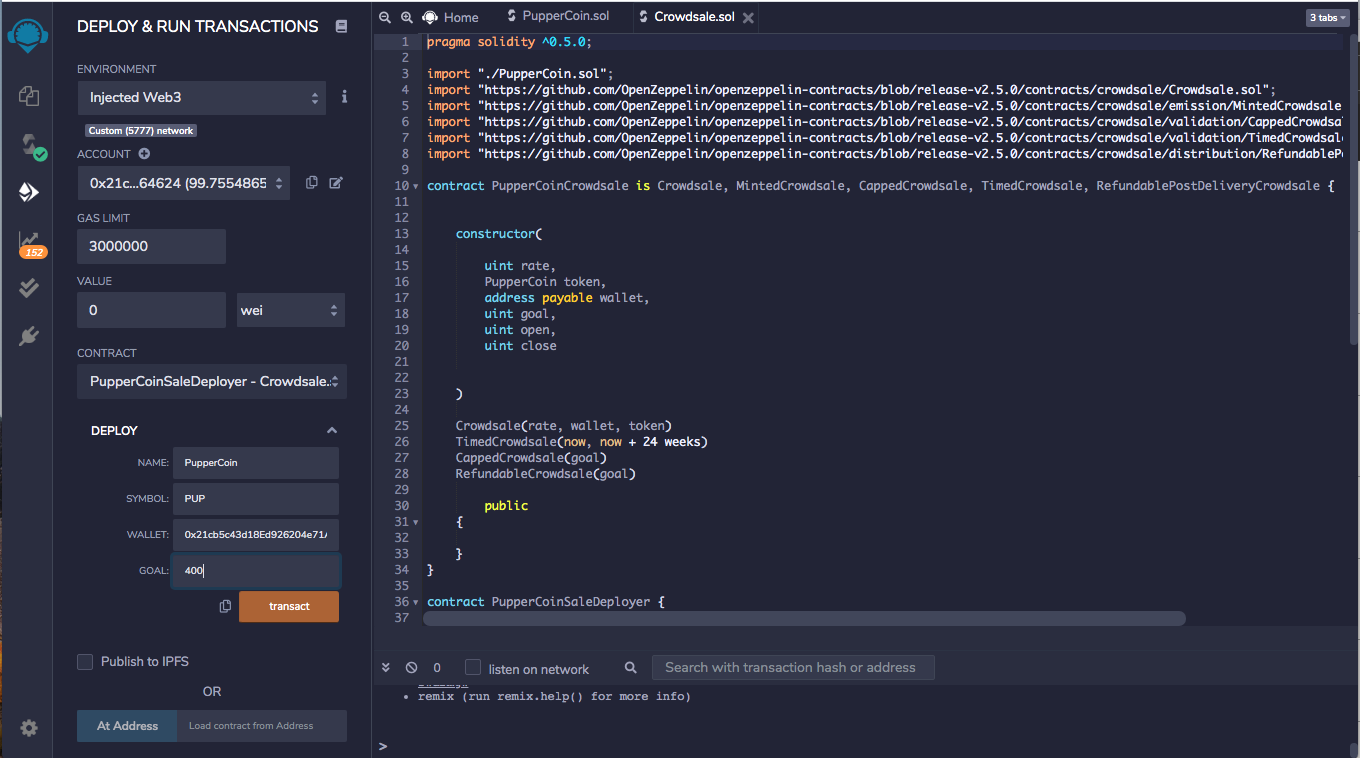 DEPLOY & RUN TRANSACTIONS
ENVIRONMENT
Injected Web3
i
Custom (5777) network
ACCOUNT
0x21c...64624 (99.7554865
GAS LIMIT
3000000
VALUE
0
wei
CONTRACT
PupperCoinSaleDeployer - Crowdsale.
DEPLOY
NAME: PupperCoin
SYMBOL: PUP
WALLET: 0x21cb5c43d18Ed926204e71
GOAL: 400
transact
Publish to IPFS
OR
At Address
Load contract from Address
152
Home
PupperCoin.sol
Crowdsale.sol
3 tabs
1 pragma solidity ^0.5.0;
2
3 import "./PupperCoin.sol";
4 import "https://github.com/OpenZeppelin/openzeppelin-contracts/blob/release-v2.5.0/contracts/crowdsale/Crowdsale.sol";
5 import "https://github.com/OpenZeppelin/openzeppelin-contracts/blob/release-v2.5.0/contracts/crowdsale/emission/MintedCrowdsale
6 import "https://github.com/OpenZeppelin/openzeppelin-contracts/blob/release-v2.5.0/contracts/crowdsale/validation/CappedCrowdsa
7 import "https://github.com/OpenZeppelin/openzeppelin-contracts/blob/release-v2.5.0/contracts/crowdsale/validation/TimedCrowdsal
8 import "https://github.com/OpenZeppelin/openzeppelin-contracts/blob/release-v2.5.0/contracts/crowdsale/distribution/RefundableP
9
10 contract PupperCoinCrowdsale is Crowdsale, MintedCrowdsale, CappedCrowdsale, TimedCrowdsale, RefundablePostDeliveryCrowdsale {
11
12
13 constructor(
14
15 uint rate,
16 PupperCoin token,
17 address payable wallet,
18 uint goal,
19 uint open,
20 uint close
21
22
23 )
24
25 Crowdsale(rate, wallet, token)
26 TimedCrowdsale(now, now + 24 weeks)
27 CappedCrowdsale(goal)
28 RefundableCrowdsale(goal)
29
30 public
31 {
32
33 }
34 }
35
36 contract PupperCoinSaleDeployer {
37
0
listen on network
Search with transaction hash or address
remix (run remix.help() for more info)
>